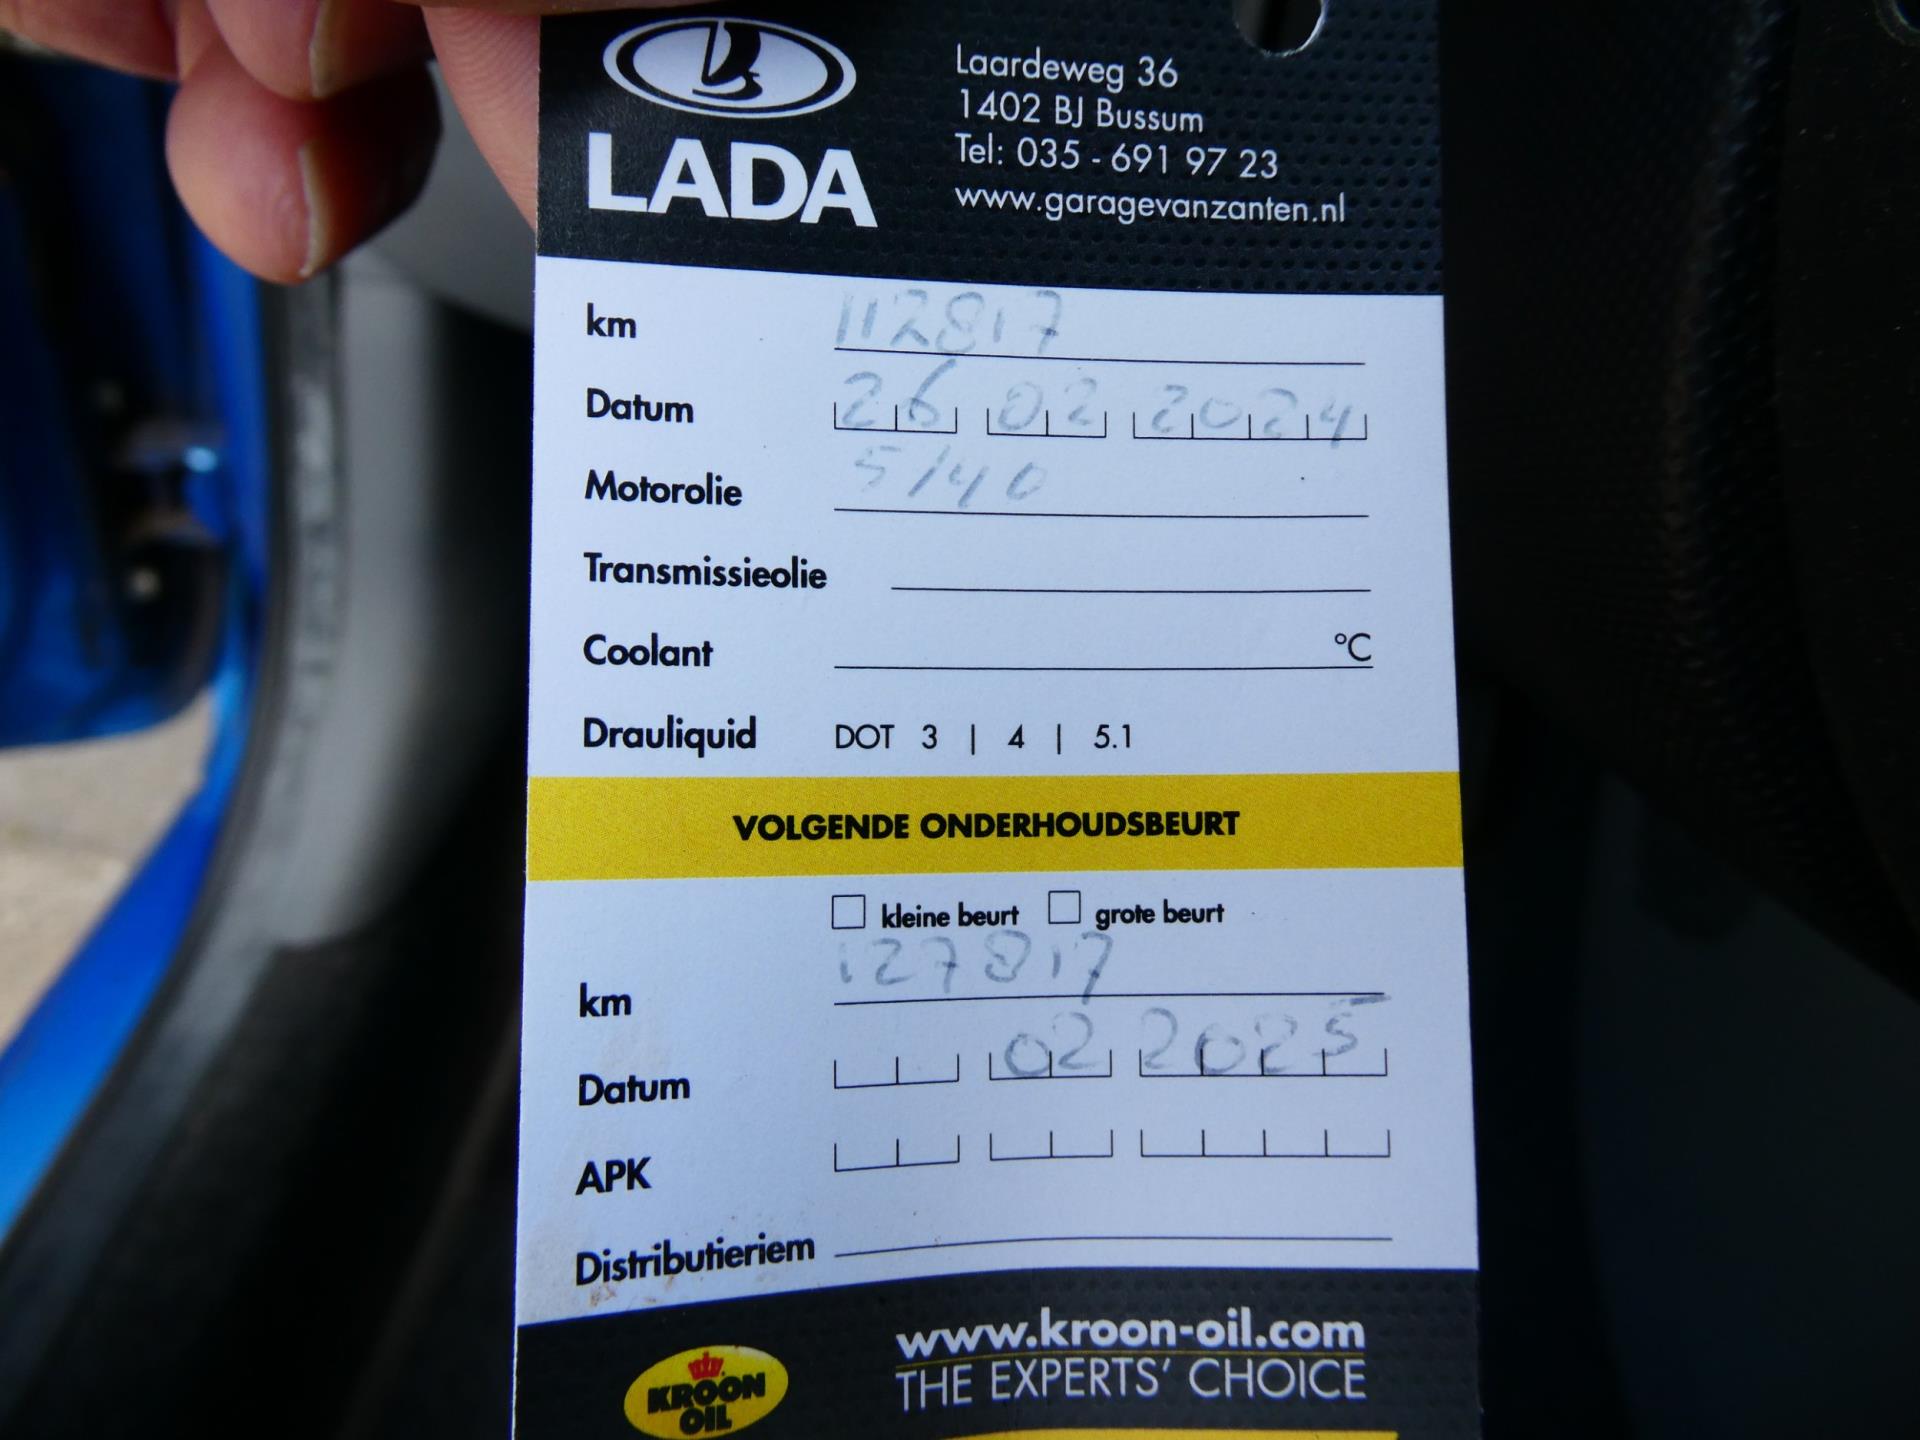 LADA
Laardeweg 36
1402 BJ Bussum
Tel: 035 - 691 97 23
www.garagevanzanten.nl
km 112817
Datum 26 02 2024
Motorolie 5/40
Transmissieolie
Coolant °C
Drauliquid DOT 3 | 4 | 5.1
VOLGENDE ONDERHOUDSBEURT
kleine beurt grote beurt
km 127817
Datum 02 2025
APK
Distributieriem
KROON
OIL
www.kroon-oil.com
THE EXPERTS' CHOICE